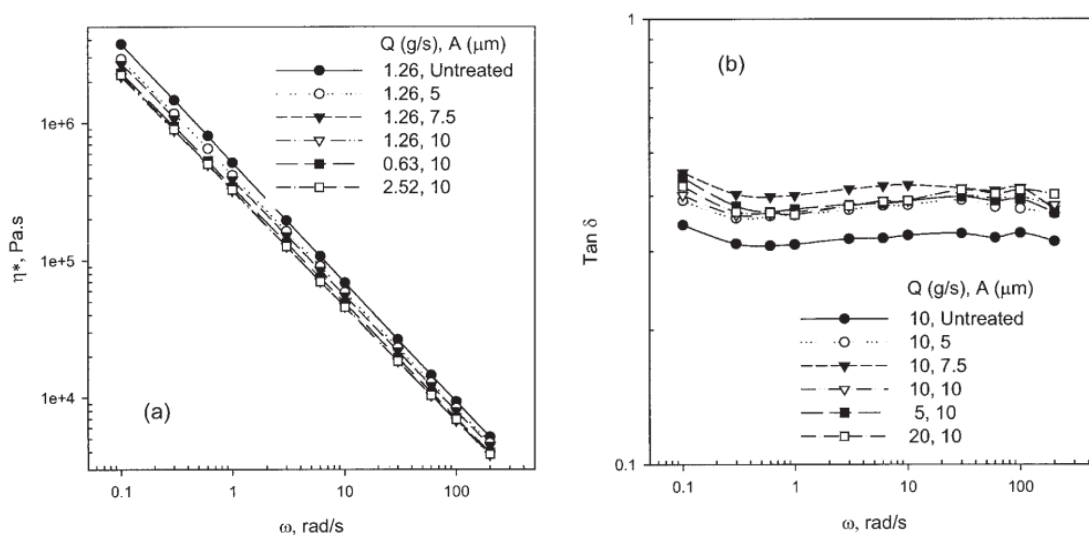 Q (g/s), A (μm)
1.26, Untreated
1.26, 5
1.26, 7.5
1.26, 10
0.63, 10
2.52, 10
1e+6
1e+5
1e+4
η*, Pa.s
(a)
0.1
1
10
100
ω, rad/s
1
(b)
Tan δ
Q (g/s), A (μm)
10, Untreated
10, 5
10, 7.5
10, 10
5, 10
20, 10
0.1
0.1
1
10
100
ω, rad/s